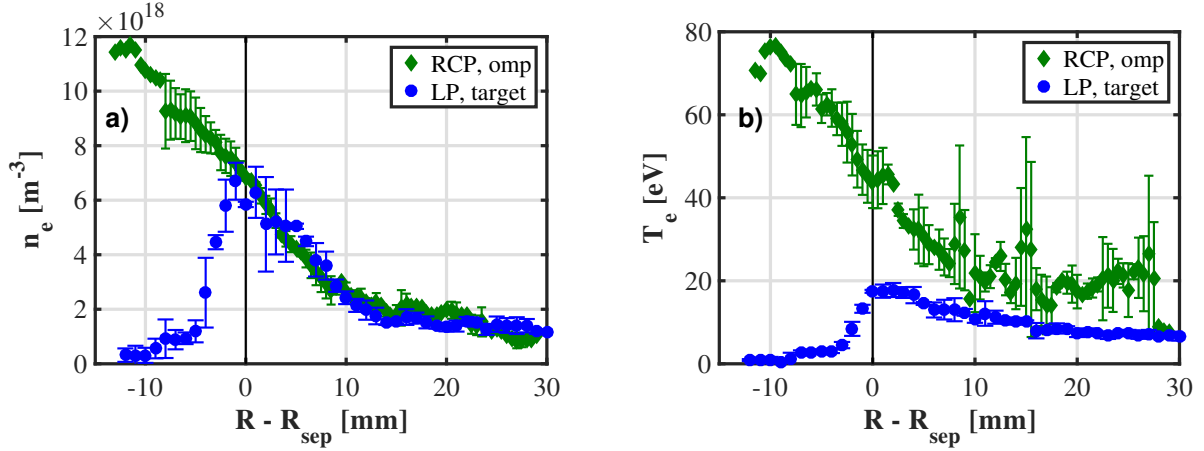 ×10^18
12
10
8
6
4
2
0
n_e [m^-3]
a)
RCP, omp
LP, target
-10 0 10 20 30
R - R_sep [mm]
80
60
40
20
0
T_e [eV]
b)
RCP, omp
LP, target
-10 0 10 20 30
R - R_sep [mm]